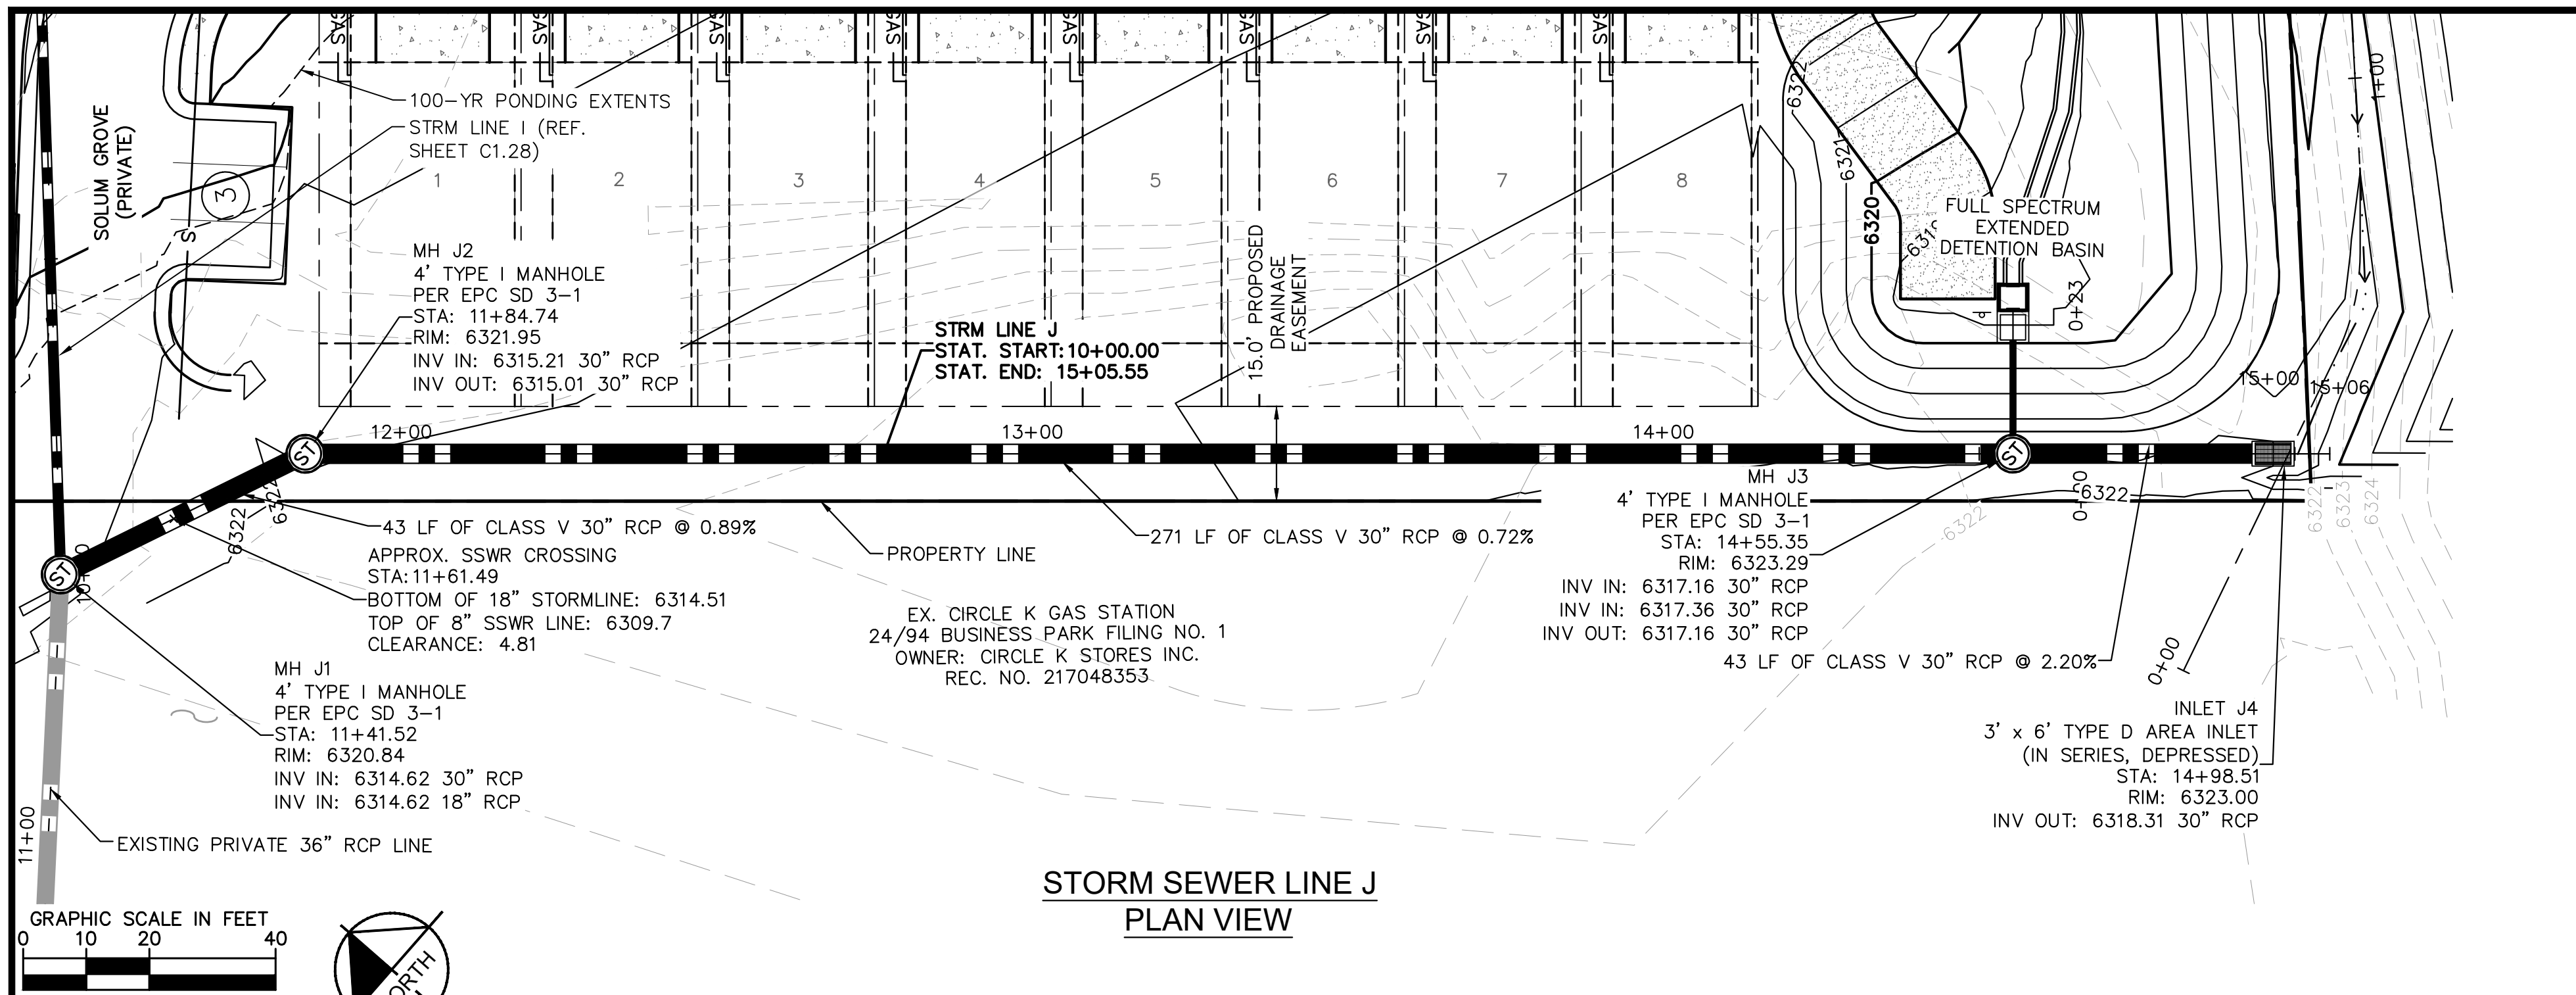 GAS
GAS
GAS
GAS
GAS
GAS
GAS
GAS
SOLUM GROVE
(PRIVATE)
100-YR PONDING EXTENTS
STRM LINE I (REF.
SHEET C1.28)
3
S
1
2
3
4
5
6
7
8
MH J2
4' TYPE I MANHOLE
PER EPC SD 3-1
STA: 11+84.74
RIM: 6321.95
INV IN: 6315.21 30" RCP
INV OUT: 6315.01 30" RCP
STRM LINE J
STAT. START:10+00.00
STAT. END: 15+05.55
15.0' PROPOSED
DRAINAGE
EASEMENT
6322
6321
6320
FULL SPECTRUM
EXTENDED
DETENTION BASIN
0+23
1+00
15+00
15+06
12+00
13+00
14+00
ST
ST
ST
6322
43 LF OF CLASS V 30" RCP @ 0.89%
APPROX. SSWR CROSSING
STA:11+61.49
BOTTOM OF 18" STORMLINE: 6314.51
TOP OF 8" SSWR LINE: 6309.7
CLEARANCE: 4.81
PROPERTY LINE
271 LF OF CLASS V 30" RCP @ 0.72%
EX. CIRCLE K GAS STATION
24/94 BUSINESS PARK FILING NO. 1
OWNER: CIRCLE K STORES INC.
REC. NO. 217048353
MH J3
4' TYPE I MANHOLE
PER EPC SD 3-1
STA: 14+55.35
RIM: 6323.29
INV IN: 6317.16 30" RCP
INV IN: 6317.36 30" RCP
INV OUT: 6317.16 30" RCP
43 LF OF CLASS V 30" RCP @ 2.20%
6322
6322
6322
6323
6324
0+00
0+00
INLET J4
3' x 6' TYPE D AREA INLET
(IN SERIES, DEPRESSED)
STA: 14+98.51
RIM: 6323.00
INV OUT: 6318.31 30" RCP
MH J1
4' TYPE I MANHOLE
PER EPC SD 3-1
STA: 11+41.52
RIM: 6320.84
INV IN: 6314.62 30" RCP
INV IN: 6314.62 18" RCP
11+00
EXISTING PRIVATE 36" RCP LINE
STORM SEWER LINE J
PLAN VIEW
GRAPHIC SCALE IN FEET
0 10 20 40